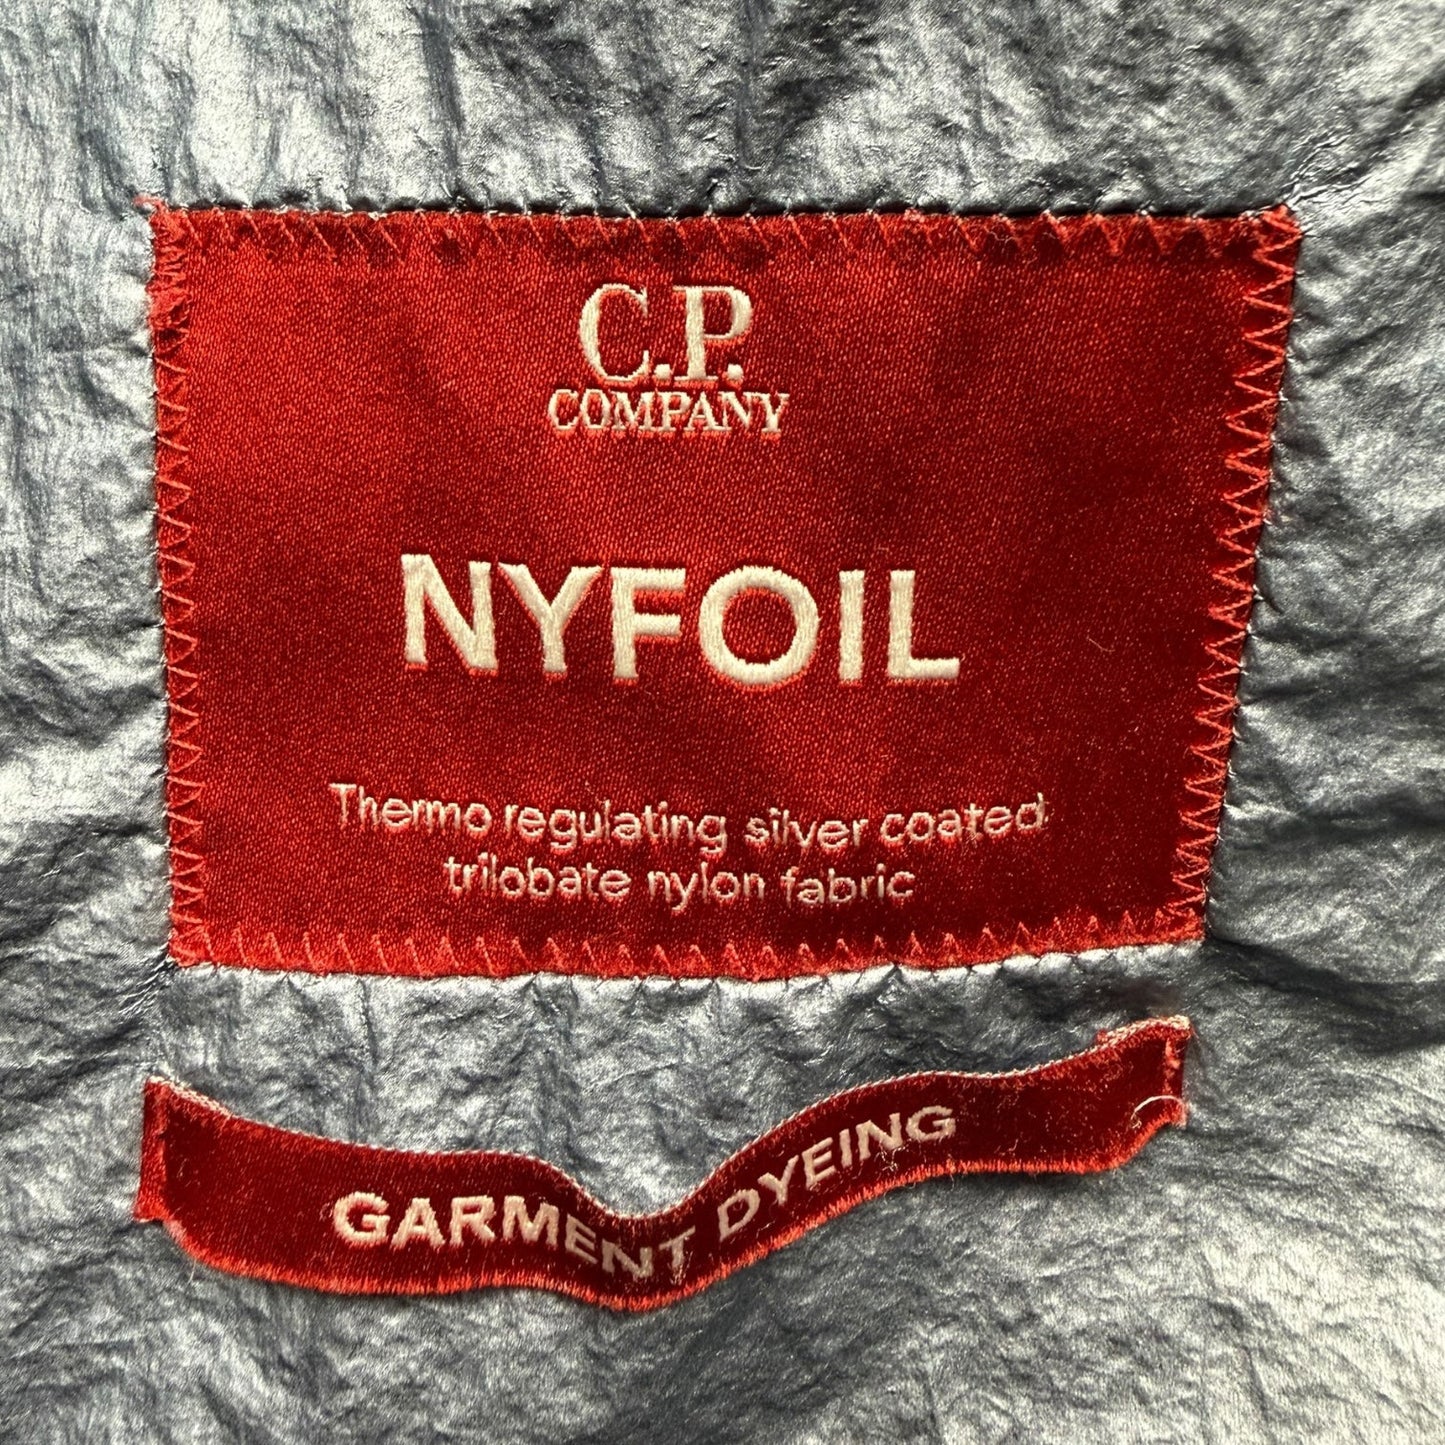 C.P.
COMPANY
NYFOIL
Thermo regulating silver coated
trilobate nylon fabric
GARMENT DYEING